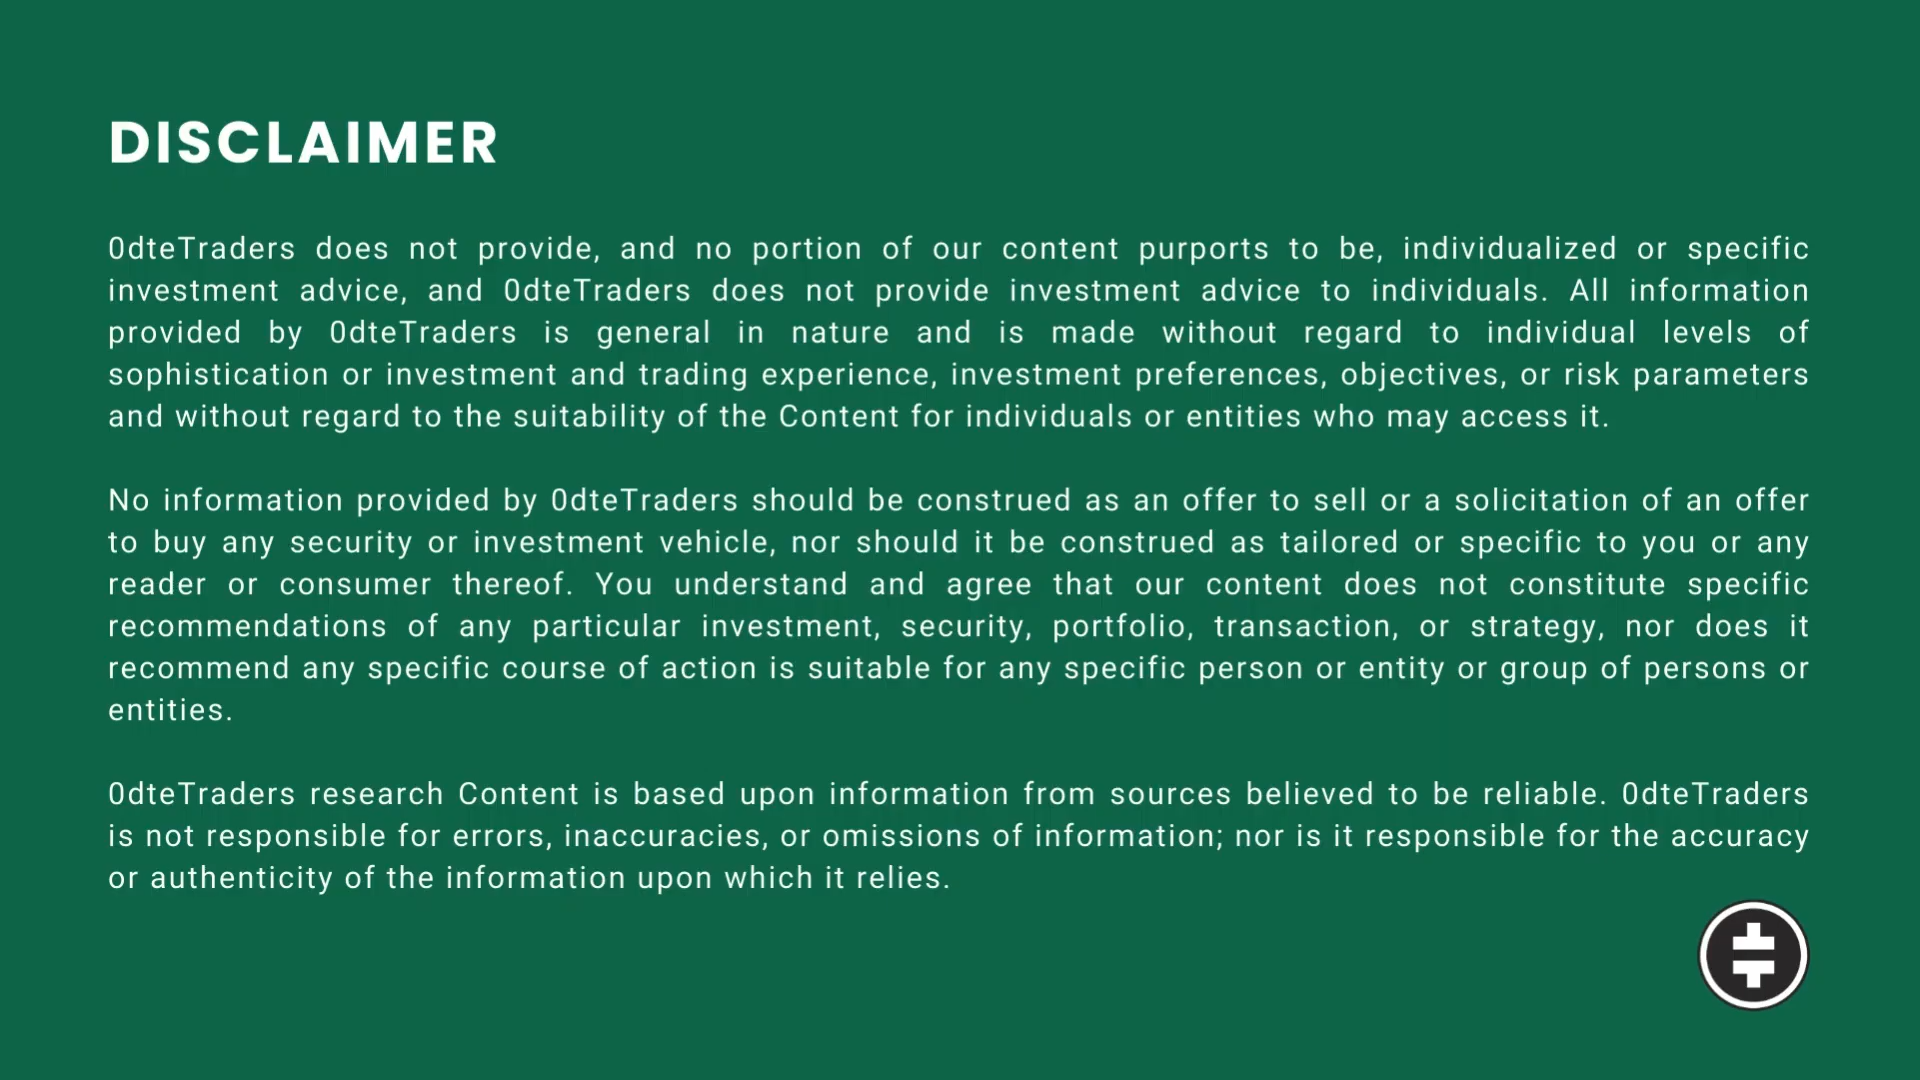 DISCLAIMER
0dteTraders does not provide, and no portion of our content purports to be, individualized or specific
investment advice, and 0dteTraders does not provide investment advice to individuals. All information
provided by 0dteTraders is general in nature and is made without regard to individual levels of
sophistication or investment and trading experience, investment preferences, objectives, or risk parameters
and without regard to the suitability of the Content for individuals or entities who may access it.
No information provided by 0dteTraders should be construed as an offer to sell or a solicitation of an offer
to buy any security or investment vehicle, nor should it be construed as tailored or specific to you or any
reader or consumer thereof. You understand and agree that our content does not constitute specific
recommendations of any particular investment, security, portfolio, transaction, or strategy, nor does it
recommend any specific course of action is suitable for any specific person or entity or group of persons or
entities.
0dteTraders research Content is based upon information from sources believed to be reliable. 0dteTraders
is not responsible for errors, inaccuracies, or omissions of information; nor is it responsible for the accuracy
or authenticity of the information upon which it relies.